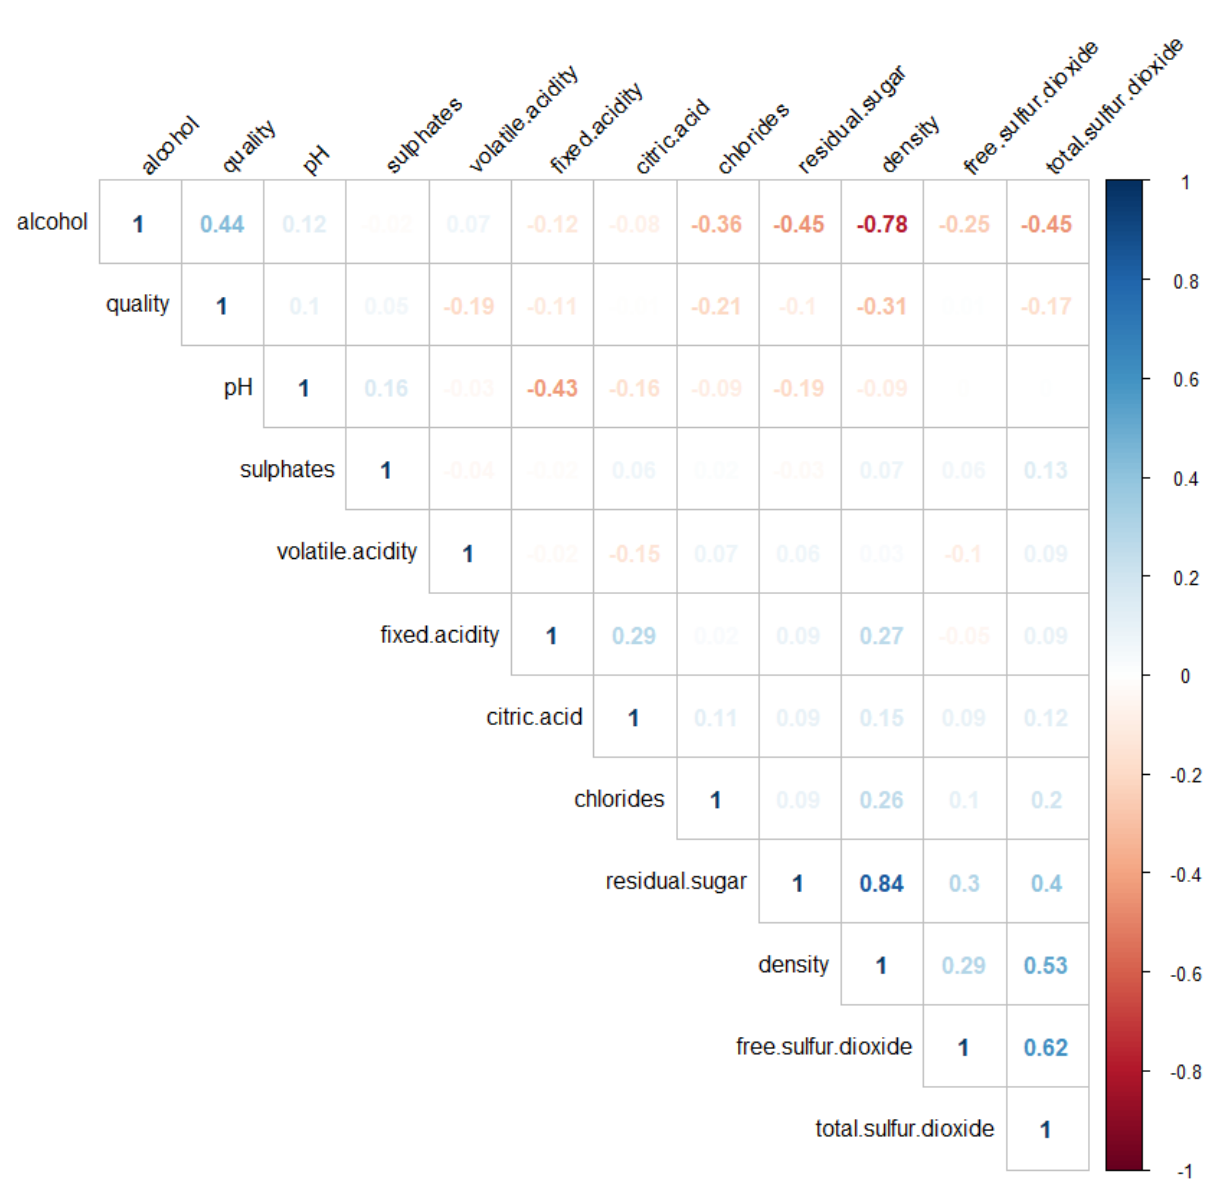 alcohol quality pH sulphates volatile.acidity fixed.acidity citric.acid chlorides residual.sugar density free.sulfur.dioxide total.sulfur.dioxide
alcohol 1 0.44 0.12 -0.02 0.07 -0.12 -0.08 -0.36 -0.45 -0.78 -0.25 -0.45
quality 1 0.1 0.05 -0.19 -0.11 -0.21 -0.1 -0.31 -0.17
pH 1 0.16 -0.03 -0.43 -0.16 -0.09 -0.19 -0.09
sulphates 1 -0.04 -0.02 0.06 0.02 -0.03 0.07 0.06 0.13
volatile.acidity 1 -0.02 -0.15 0.07 0.06 0.03 -0.1 0.09
fixed.acidity 1 0.29 0.02 0.09 0.27 -0.05 0.09
citric.acid 1 0.11 0.09 0.15 0.09 0.12
chlorides 1 0.09 0.26 0.1 0.2
residual.sugar 1 0.84 0.3 0.4
density 1 0.29 0.53
free.sulfur.dioxide 1 0.62
total.sulfur.dioxide 1
1
0.8
0.6
0.4
0.2
0
-0.2
-0.4
-0.6
-0.8
-1